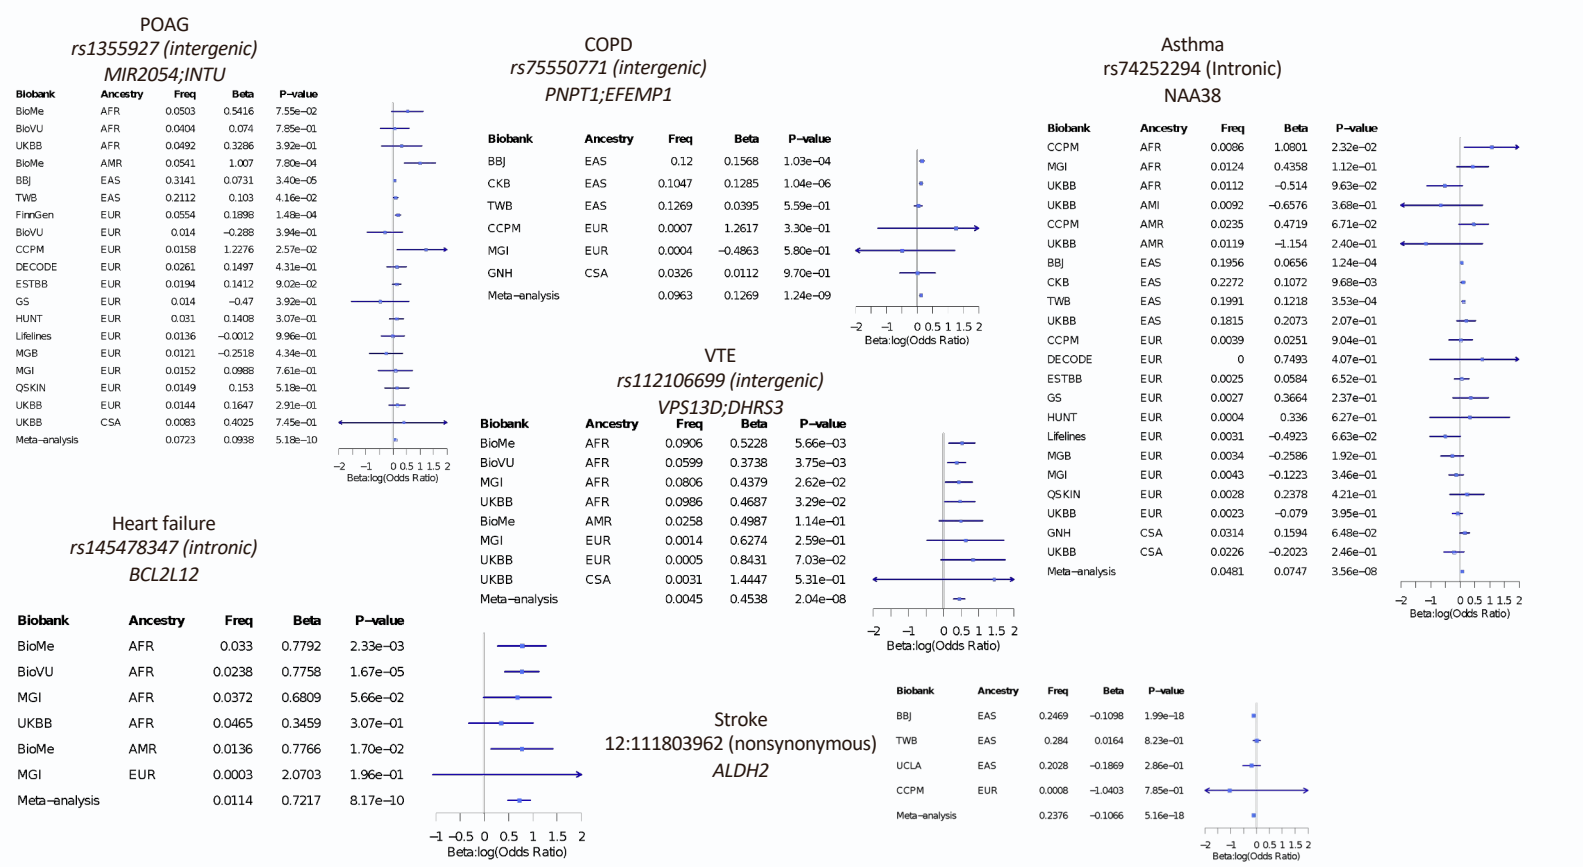 POAG
rs1355927 (intergenic)
MIR2054;INTU
Biobank Ancestry Freq Beta P−value
BioMe AFR 0.0503 0.5416 7.55e−02
BioVU AFR 0.0404 0.074 7.85e−01
UKBB AFR 0.0492 0.3286 3.92e−01
BioMe AMR 0.0541 1.007 7.80e−04
BBJ EAS 0.3141 0.0731 3.40e−05
TWB EAS 0.2112 0.103 4.16e−02
FinnGen EUR 0.0554 0.1898 1.48e−04
BioVU EUR 0.014 −0.288 3.94e−01
CCPM EUR 0.0158 1.2276 2.57e−02
DECODE EUR 0.0261 0.1497 4.31e−01
ESTBB EUR 0.0194 0.1412 9.02e−02
GS EUR 0.014 −0.47 3.92e−01
HUNT EUR 0.031 0.1408 3.07e−01
Lifelines EUR 0.0136 −0.0012 9.96e−01
MGB EUR 0.0121 −0.2518 4.34e−01
MGI EUR 0.0152 0.0988 7.61e−01
QSKIN EUR 0.0149 0.153 5.18e−01
UKBB EUR 0.0144 0.1647 2.91e−01
UKBB CSA 0.0083 0.4025 7.45e−01
Meta−analysis 0.0723 0.0938 5.18e−10
−2 −1 0 0.5 1 1.5 2
Beta:log(Odds Ratio)
COPD
rs75550771 (intergenic)
PNPT1;EFEMP1
Biobank Ancestry Freq Beta P−value
BBJ EAS 0.12 0.1568 1.03e−04
CKB EAS 0.1047 0.1285 1.04e−06
TWB EAS 0.1269 0.0395 5.59e−01
CCPM EUR 0.0007 1.2617 3.30e−01
MGI EUR 0.0004 −0.4863 5.80e−01
GNH CSA 0.0326 0.0112 9.70e−01
Meta−analysis 0.0963 0.1269 1.24e−09
−2 −1 0 0.5 1 1.5 2
Beta:log(Odds Ratio)
Asthma
rs74252294 (Intronic)
NAA38
Biobank Ancestry Freq Beta P−value
CCPM AFR 0.0086 1.0801 2.32e−02
MGI AFR 0.0124 0.4358 1.12e−01
UKBB AFR 0.0112 −0.514 9.63e−02
UKBB AMI 0.0092 −0.6576 3.68e−01
CCPM AMR 0.0235 0.4719 6.71e−02
UKBB AMR 0.0119 −1.154 2.40e−01
BBJ EAS 0.1956 0.0656 1.24e−04
CKB EAS 0.2272 0.1072 9.68e−03
TWB EAS 0.1991 0.1218 3.53e−04
UKBB EAS 0.1815 0.2073 2.07e−01
CCPM EUR 0.0039 0.0251 9.04e−01
DECODE EUR 0 0.7493 4.07e−01
ESTBB EUR 0.0025 0.0584 6.52e−01
GS EUR 0.0027 0.3664 2.37e−01
HUNT EUR 0.0004 0.336 6.27e−01
Lifelines EUR 0.0031 −0.4923 6.63e−02
MGB EUR 0.0034 −0.2586 1.92e−01
MGI EUR 0.0043 −0.1223 3.46e−01
QSKIN EUR 0.0028 0.2378 4.21e−01
UKBB EUR 0.0023 −0.079 3.95e−01
GNH CSA 0.0314 0.1594 6.48e−02
UKBB CSA 0.0226 −0.2023 2.46e−01
Meta−analysis 0.0481 0.0747 3.56e−08
−2 −1 0 0.5 1 1.5 2
Beta:log(Odds Ratio)
VTE
rs112106699 (intergenic)
VPS13D;DHRS3
Biobank Ancestry Freq Beta P−value
BioMe AFR 0.0906 0.5228 5.66e−03
BioVU AFR 0.0599 0.3738 3.75e−03
MGI AFR 0.0806 0.4379 2.62e−02
UKBB AFR 0.0986 0.4687 3.29e−02
BioMe AMR 0.0258 0.4987 1.14e−01
MGI EUR 0.0014 0.6274 2.59e−01
UKBB EUR 0.0005 0.8431 7.03e−02
UKBB CSA 0.0031 1.4447 5.31e−01
Meta−analysis 0.0045 0.4538 2.04e−08
−2 −1 0 0.5 1 1.5 2
Beta:log(Odds Ratio)
Heart failure
rs145478347 (intronic)
BCL2L12
Biobank Ancestry Freq Beta P−value
BioMe AFR 0.033 0.7792 2.33e−03
BioVU AFR 0.0238 0.7758 1.67e−05
MGI AFR 0.0372 0.6809 5.66e−02
UKBB AFR 0.0465 0.3459 3.07e−01
BioMe AMR 0.0136 0.7766 1.70e−02
MGI EUR 0.0003 2.0703 1.96e−01
Meta−analysis 0.0114 0.7217 8.17e−10
−1 −0.5 0 0.5 1 1.5 2
Beta:log(Odds Ratio)
Stroke
12:111803962 (nonsynonymous)
ALDH2
Biobank Ancestry Freq Beta P−value
BBJ EAS 0.2469 −0.1098 1.99e−18
TWB EAS 0.284 0.0164 8.23e−01
UCLA EAS 0.2028 −0.1869 2.86e−01
CCPM EUR 0.0008 −1.0403 7.85e−01
Meta−analysis 0.2376 −0.1066 5.16e−18
−2 −1 0 0.5 1 1.5 2
Beta:log(Odds Ratio)